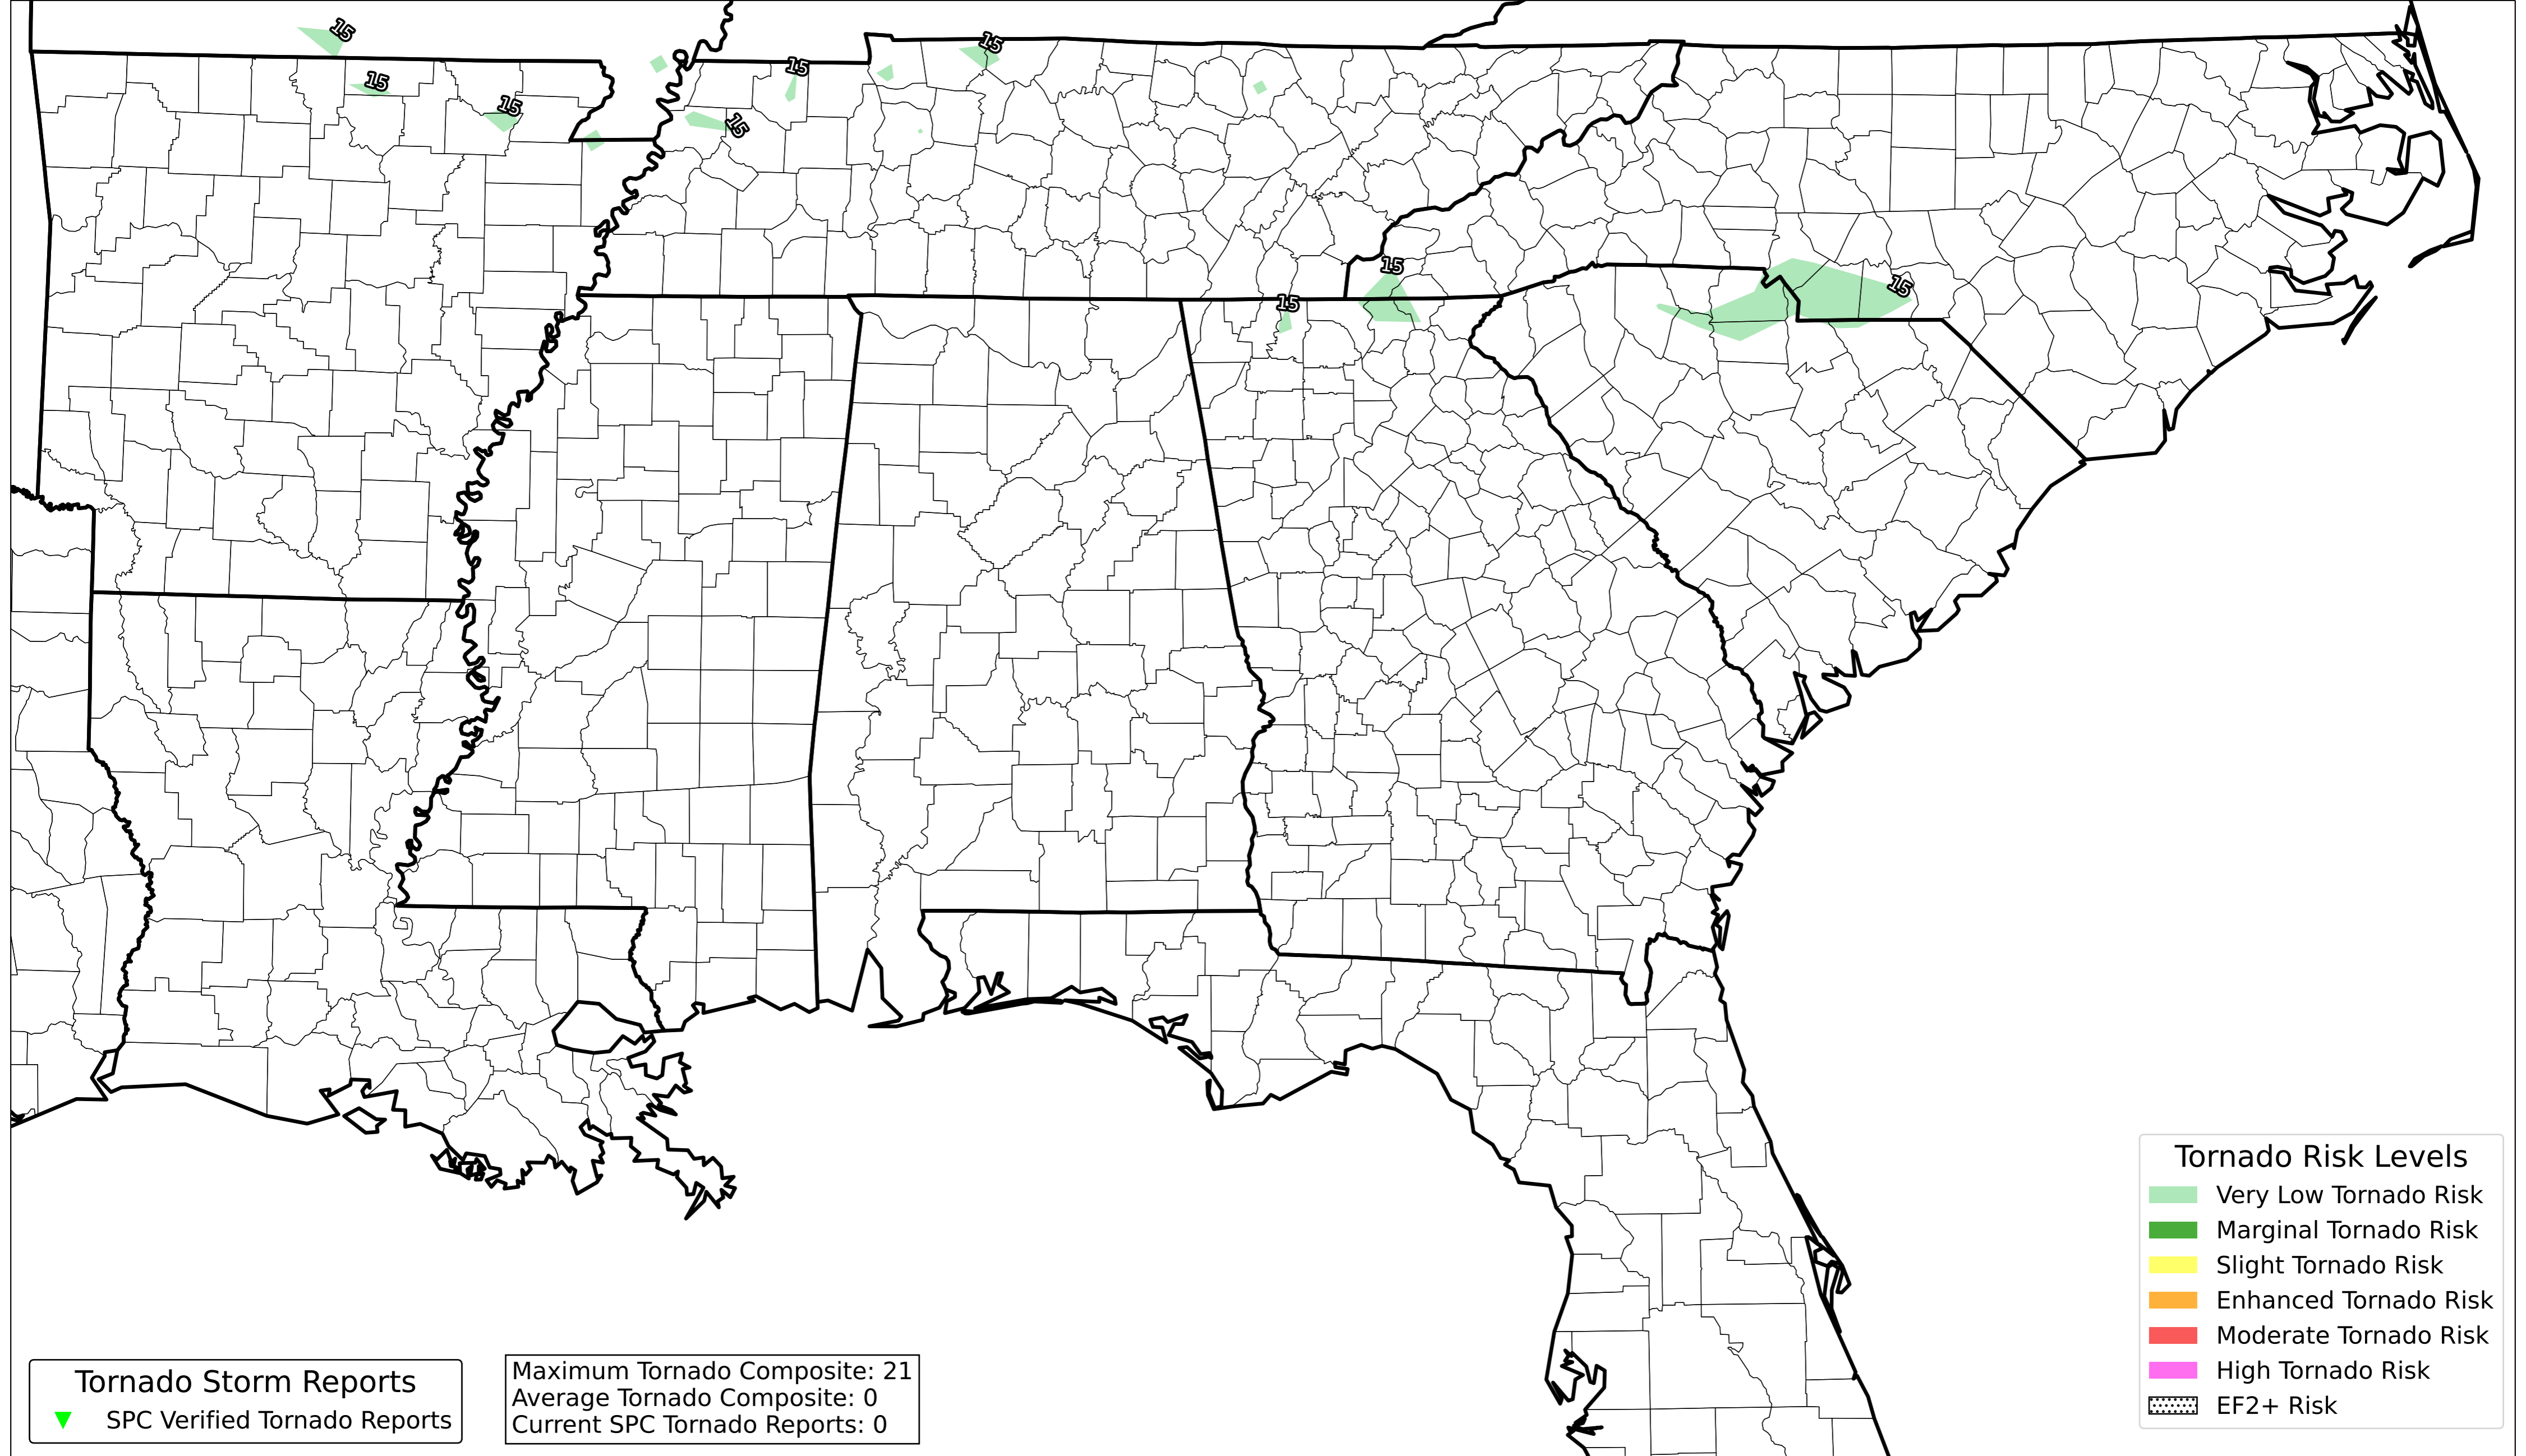 15
15
15
15
15
15
15
15
15
Tornado Risk Levels
Very Low Tornado Risk
Marginal Tornado Risk
Slight Tornado Risk
Enhanced Tornado Risk
Moderate Tornado Risk
High Tornado Risk
EF2+ Risk
Tornado Storm Reports
SPC Verified Tornado Reports
Maximum Tornado Composite: 21
Average Tornado Composite: 0
Current SPC Tornado Reports: 0